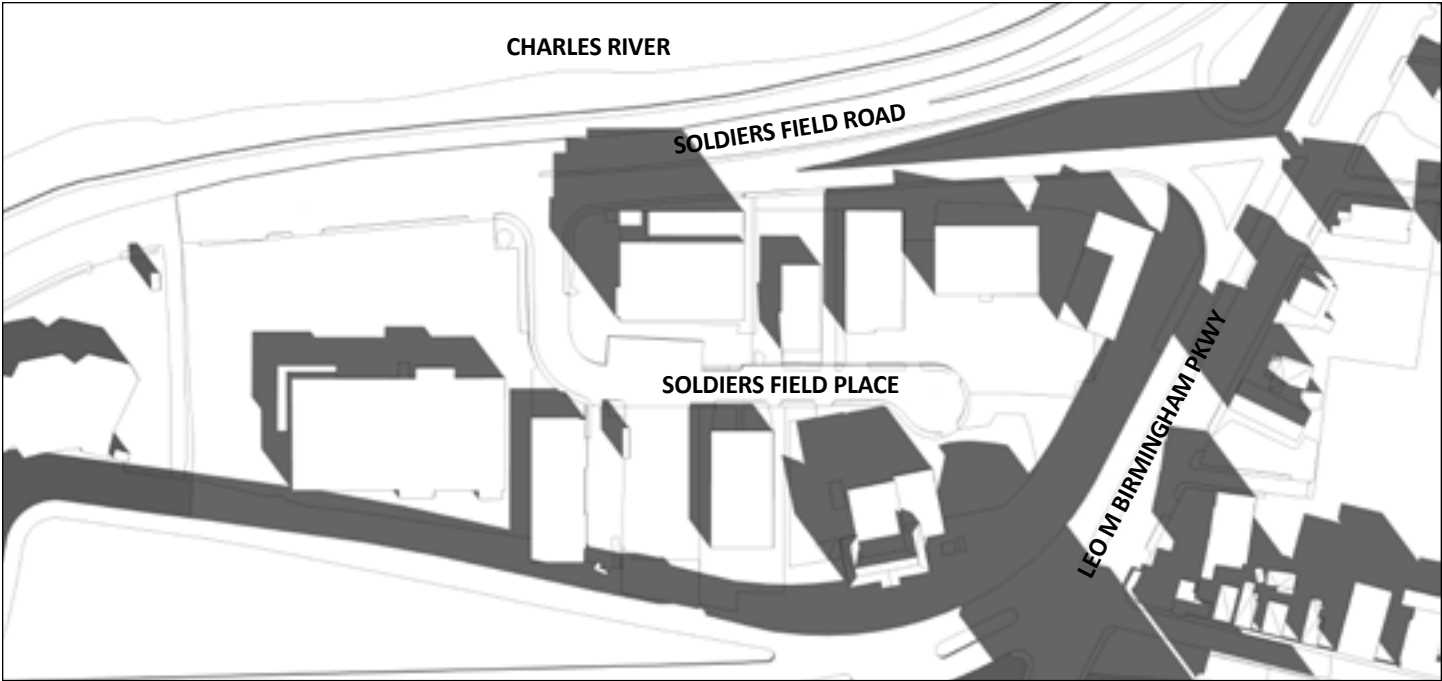 CHARLES RIVER
SOLDIERS FIELD ROAD
SOLDIERS FIELD PLACE
LEO M BIRMINGHAM PKWY